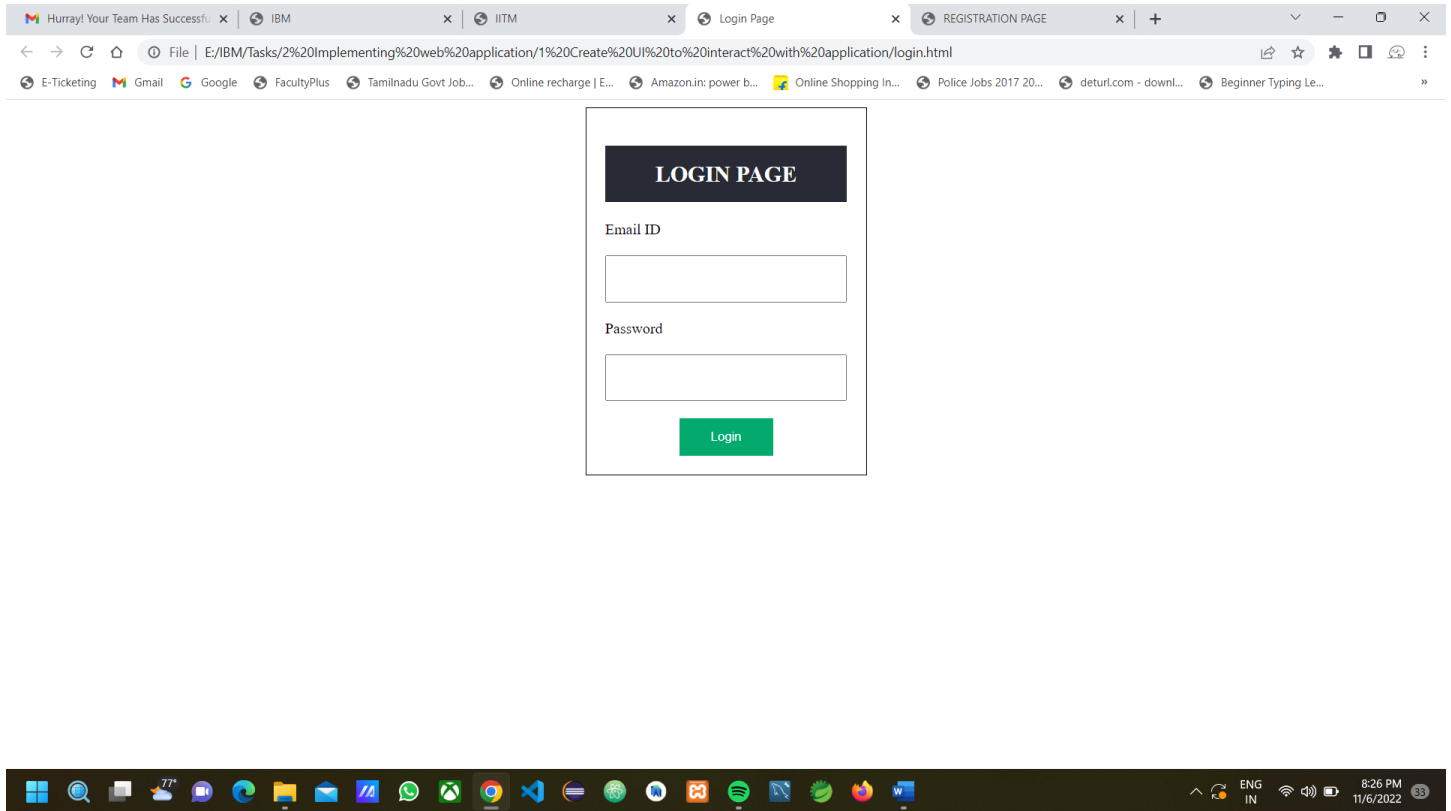 Hurray! Your Team Has Successfu
IBM
IITM
Login Page
REGISTRATION PAGE
File | E:/IBM/Tasks/2%20Implementing%20web%20application/1%20Create%20UI%20to%20interact%20with%20application/login.html
E-Ticketing
Gmail
Google
FacultyPlus
Tamilnadu Govt Job...
Online recharge | E...
Amazon.in: power b...
Online Shopping In...
Police Jobs 2017 20...
deturl.com - downl...
Beginner Typing Le...
»
LOGIN PAGE
Email ID
Password
Login
77°
ENG
IN
8:26 PM
11/6/2022
33